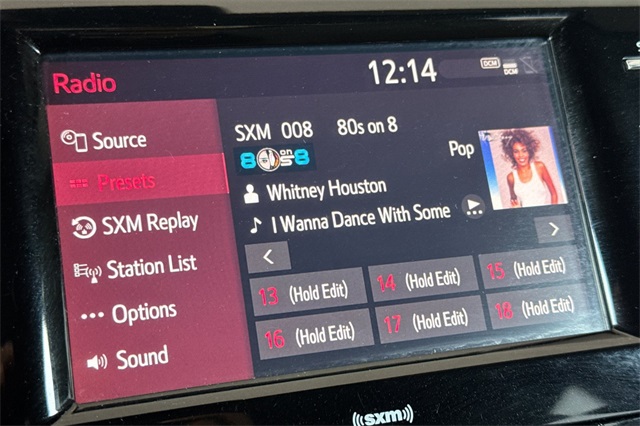 Radio
12:14
DCM
DCM
Source
Presets
SXM Replay
Station List
Options
Sound
SXM 008 80s on 8
8 on 8
Pop
Whitney Houston
I Wanna Dance With Some
<
>
13 (Hold Edit)
14 (Hold Edit)
15 (Hold Edit)
16 (Hold Edit)
17 (Hold Edit)
18 (Hold Edit)
((sxm))